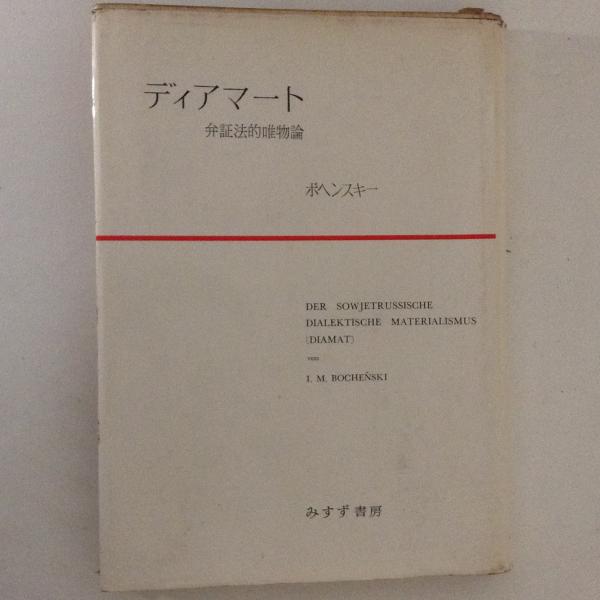 ディアマート
弁証法的唯物論
ボヘンスキー
DER SOWJETRUSSISCHE
DIALEKTISCHE MATERIALISMUS
(DIAMAT)
von
I. M. BOCHEŃSKI
みすず書房